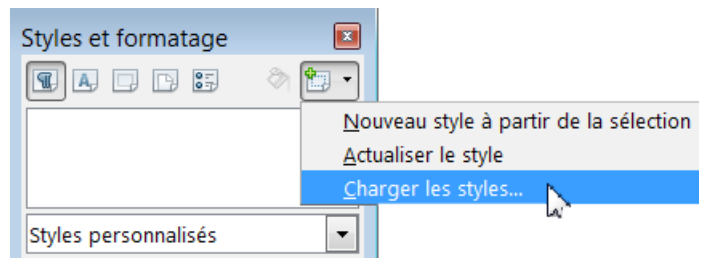 Styles et formatage
Nouveau style à partir de la sélection
Actualiser le style
Charger les styles...
Styles personnalisés